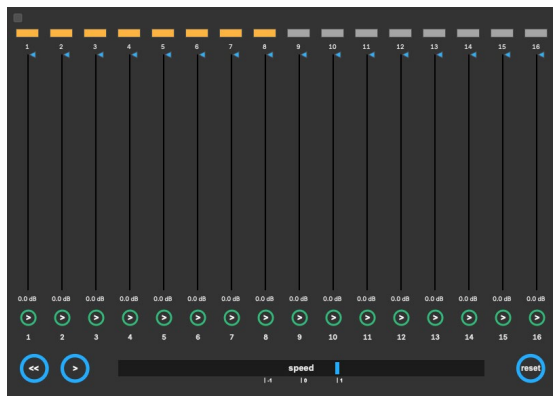 1 2 3 4 5 6 7 8 9 10 11 12 13 14 15 16
0.0 dB 0.0 dB 0.0 dB 0.0 dB 0.0 dB 0.0 dB 0.0 dB 0.0 dB 0.0 dB 0.0 dB 0.0 dB 0.0 dB 0.0 dB 0.0 dB 0.0 dB 0.0 dB
> > > > > > > > > > > > > > > >
1 2 3 4 5 6 7 8 9 10 11 12 13 14 15 16
<< > speed reset
|-1 |0 |1